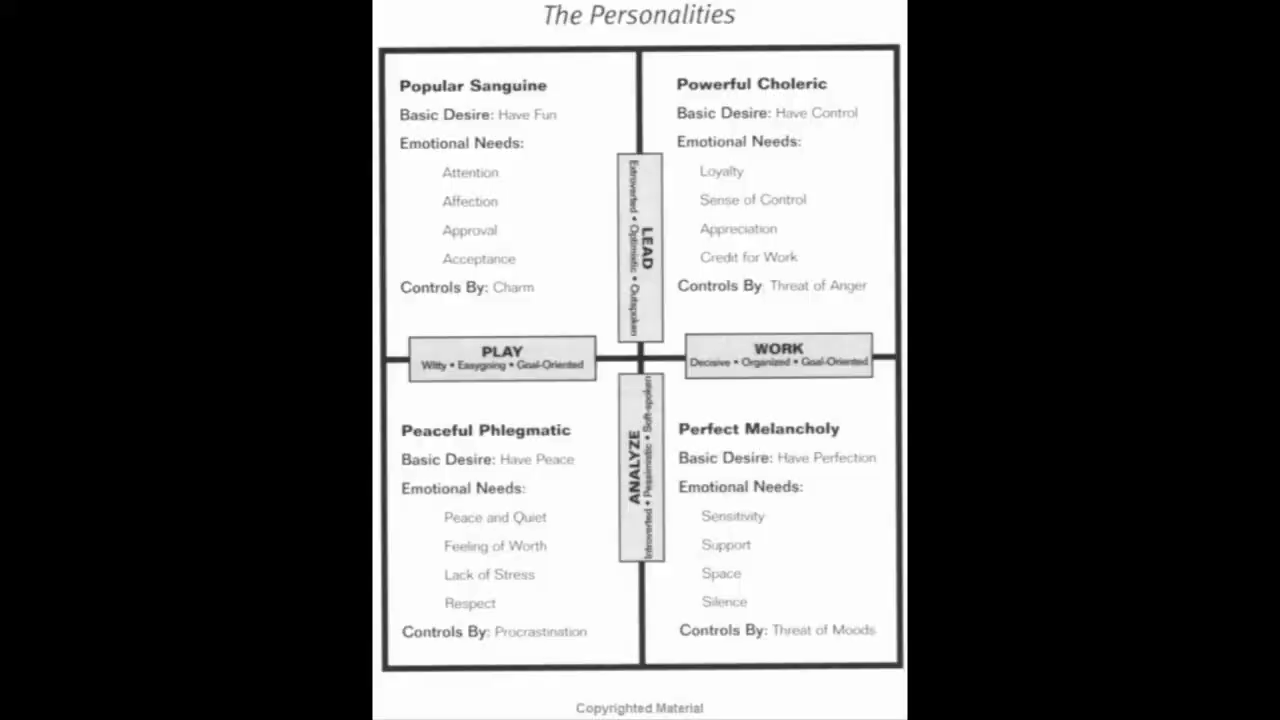 The Personalities
Popular Sanguine
Basic Desire: Have Fun
Emotional Needs:
Attention
Affection
Approval
Acceptance
Controls By: Charm
Powerful Choleric
Basic Desire: Have Control
Emotional Needs:
Loyalty
Sense of Control
Appreciation
Credit for Work
Controls By: Threat of Anger
LEAD
Extroverted • Optimistic • Outspoken
PLAY
Witty • Easygoing • Goal-Oriented
WORK
Decisive • Organized • Goal-Oriented
ANALYZE
Introverted • Pessimistic • Soft-spoken
Peaceful Phlegmatic
Basic Desire: Have Peace
Emotional Needs:
Peace and Quiet
Feeling of Worth
Lack of Stress
Respect
Controls By: Procrastination
Perfect Melancholy
Basic Desire: Have Perfection
Emotional Needs:
Sensitivity
Support
Space
Silence
Controls By: Threat of Moods
Copyrighted Material